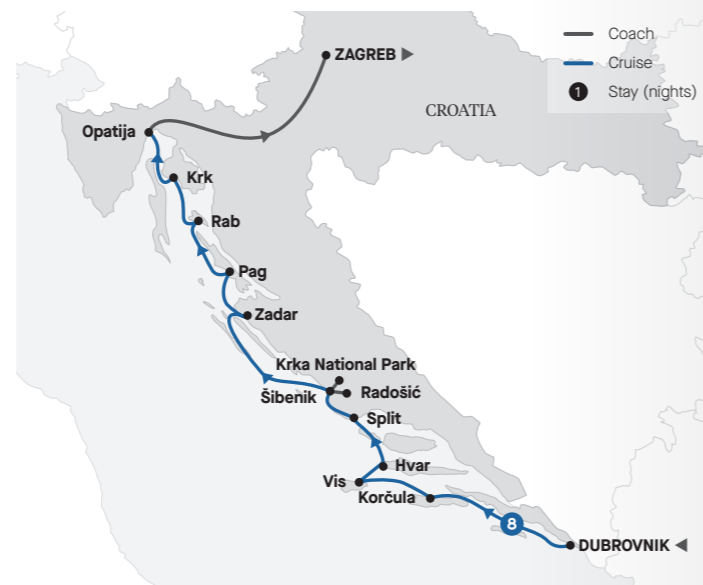 Coach
Cruise
1 Stay (nights)
ZAGREB
CROATIA
Opatija
Krk
Rab
Pag
Zadar
Krka National Park
Radošić
Šibenik
Split
Hvar
Vis
Korčula
8
DUBROVNIK